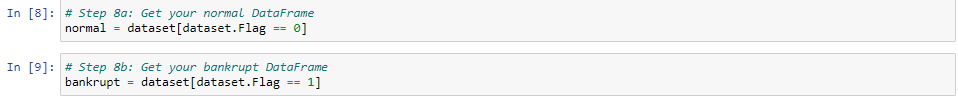 In [8]: # Step 8a: Get your normal DataFrame
normal = dataset[dataset.Flag == 0]
In [9]: # Step 8b: Get your bankrupt DataFrame
bankrupt = dataset[dataset.Flag == 1]